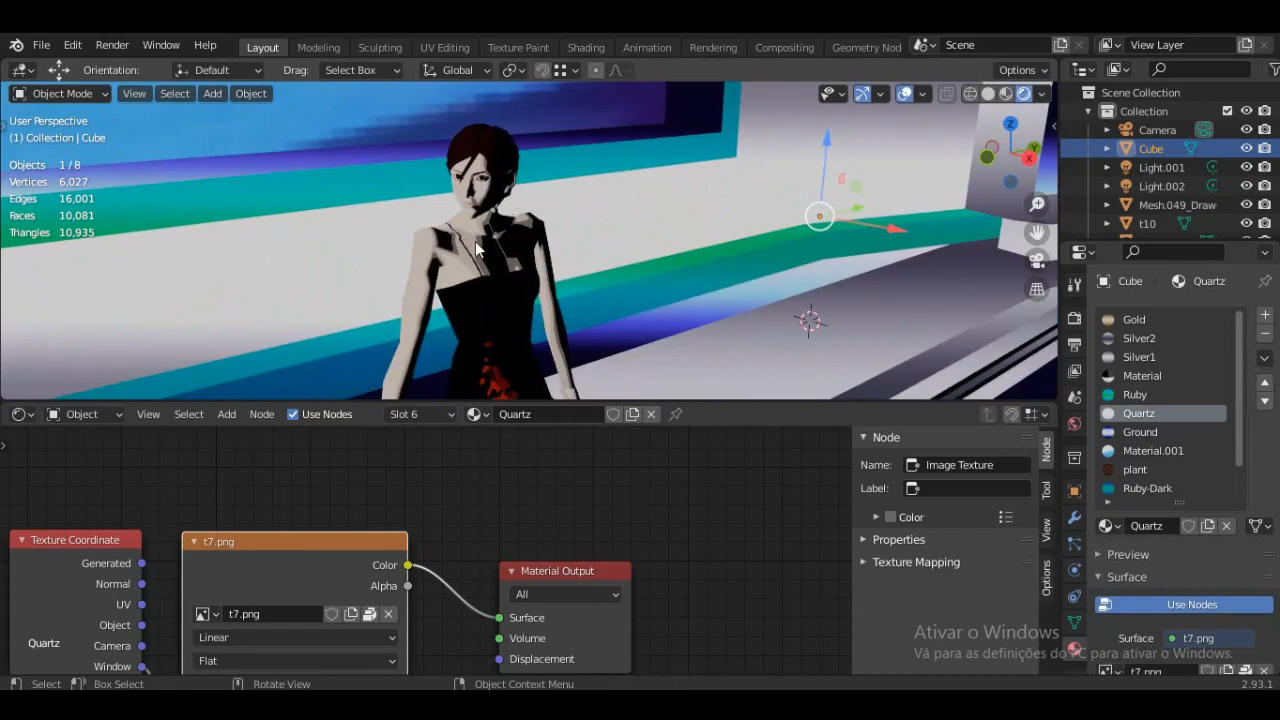 File Edit Render Window Help Layout Modeling Sculpting UV Editing Texture Paint Shading Animation Rendering Compositing Geometry Nod Scene View Layer
Orientation: Default Drag: Select Box Global Options
Object Mode View Select Add Object
User Perspective
(1) Collection | Cube
Objects 1 / 8
Vertices 6,027
Edges 16,001
Faces 10,081
Triangles 10,935
Z
Y
X
Scene Collection
Collection
Camera
Cube
Light.001
Light.002
Mesh.049_Draw
t10
Cube Quartz
Gold
Silver2
Silver1
Material
Ruby
Quartz
Ground
Material.001
plant
Ruby-Dark
Quartz
Preview
Surface
Use Nodes
Surface t7.png
t7.png
Object View Select Add Node Use Nodes Slot 6 Quartz
Node
Name: Image Texture
Label:
Color
Properties
Texture Mapping
Node
Tool
View
Options
Texture Coordinate
Generated
Normal
UV
Object
Camera
Window
Quartz
t7.png
Color
Alpha
t7.png
Linear
Flat
Material Output
All
Surface
Volume
Displacement
Ativar o Windows
Vá para as definições do PC para ativar o Windows.
Select Box Select Rotate View Object Context Menu 2.93.1